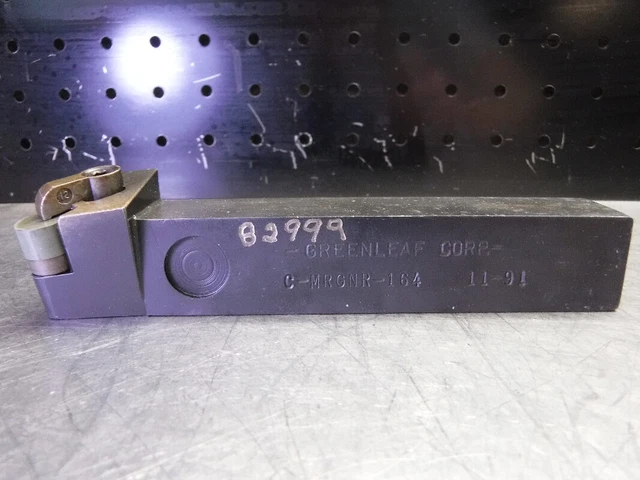 82999
-GREENLEAF CORP-
C-MRGNR-164 11-91